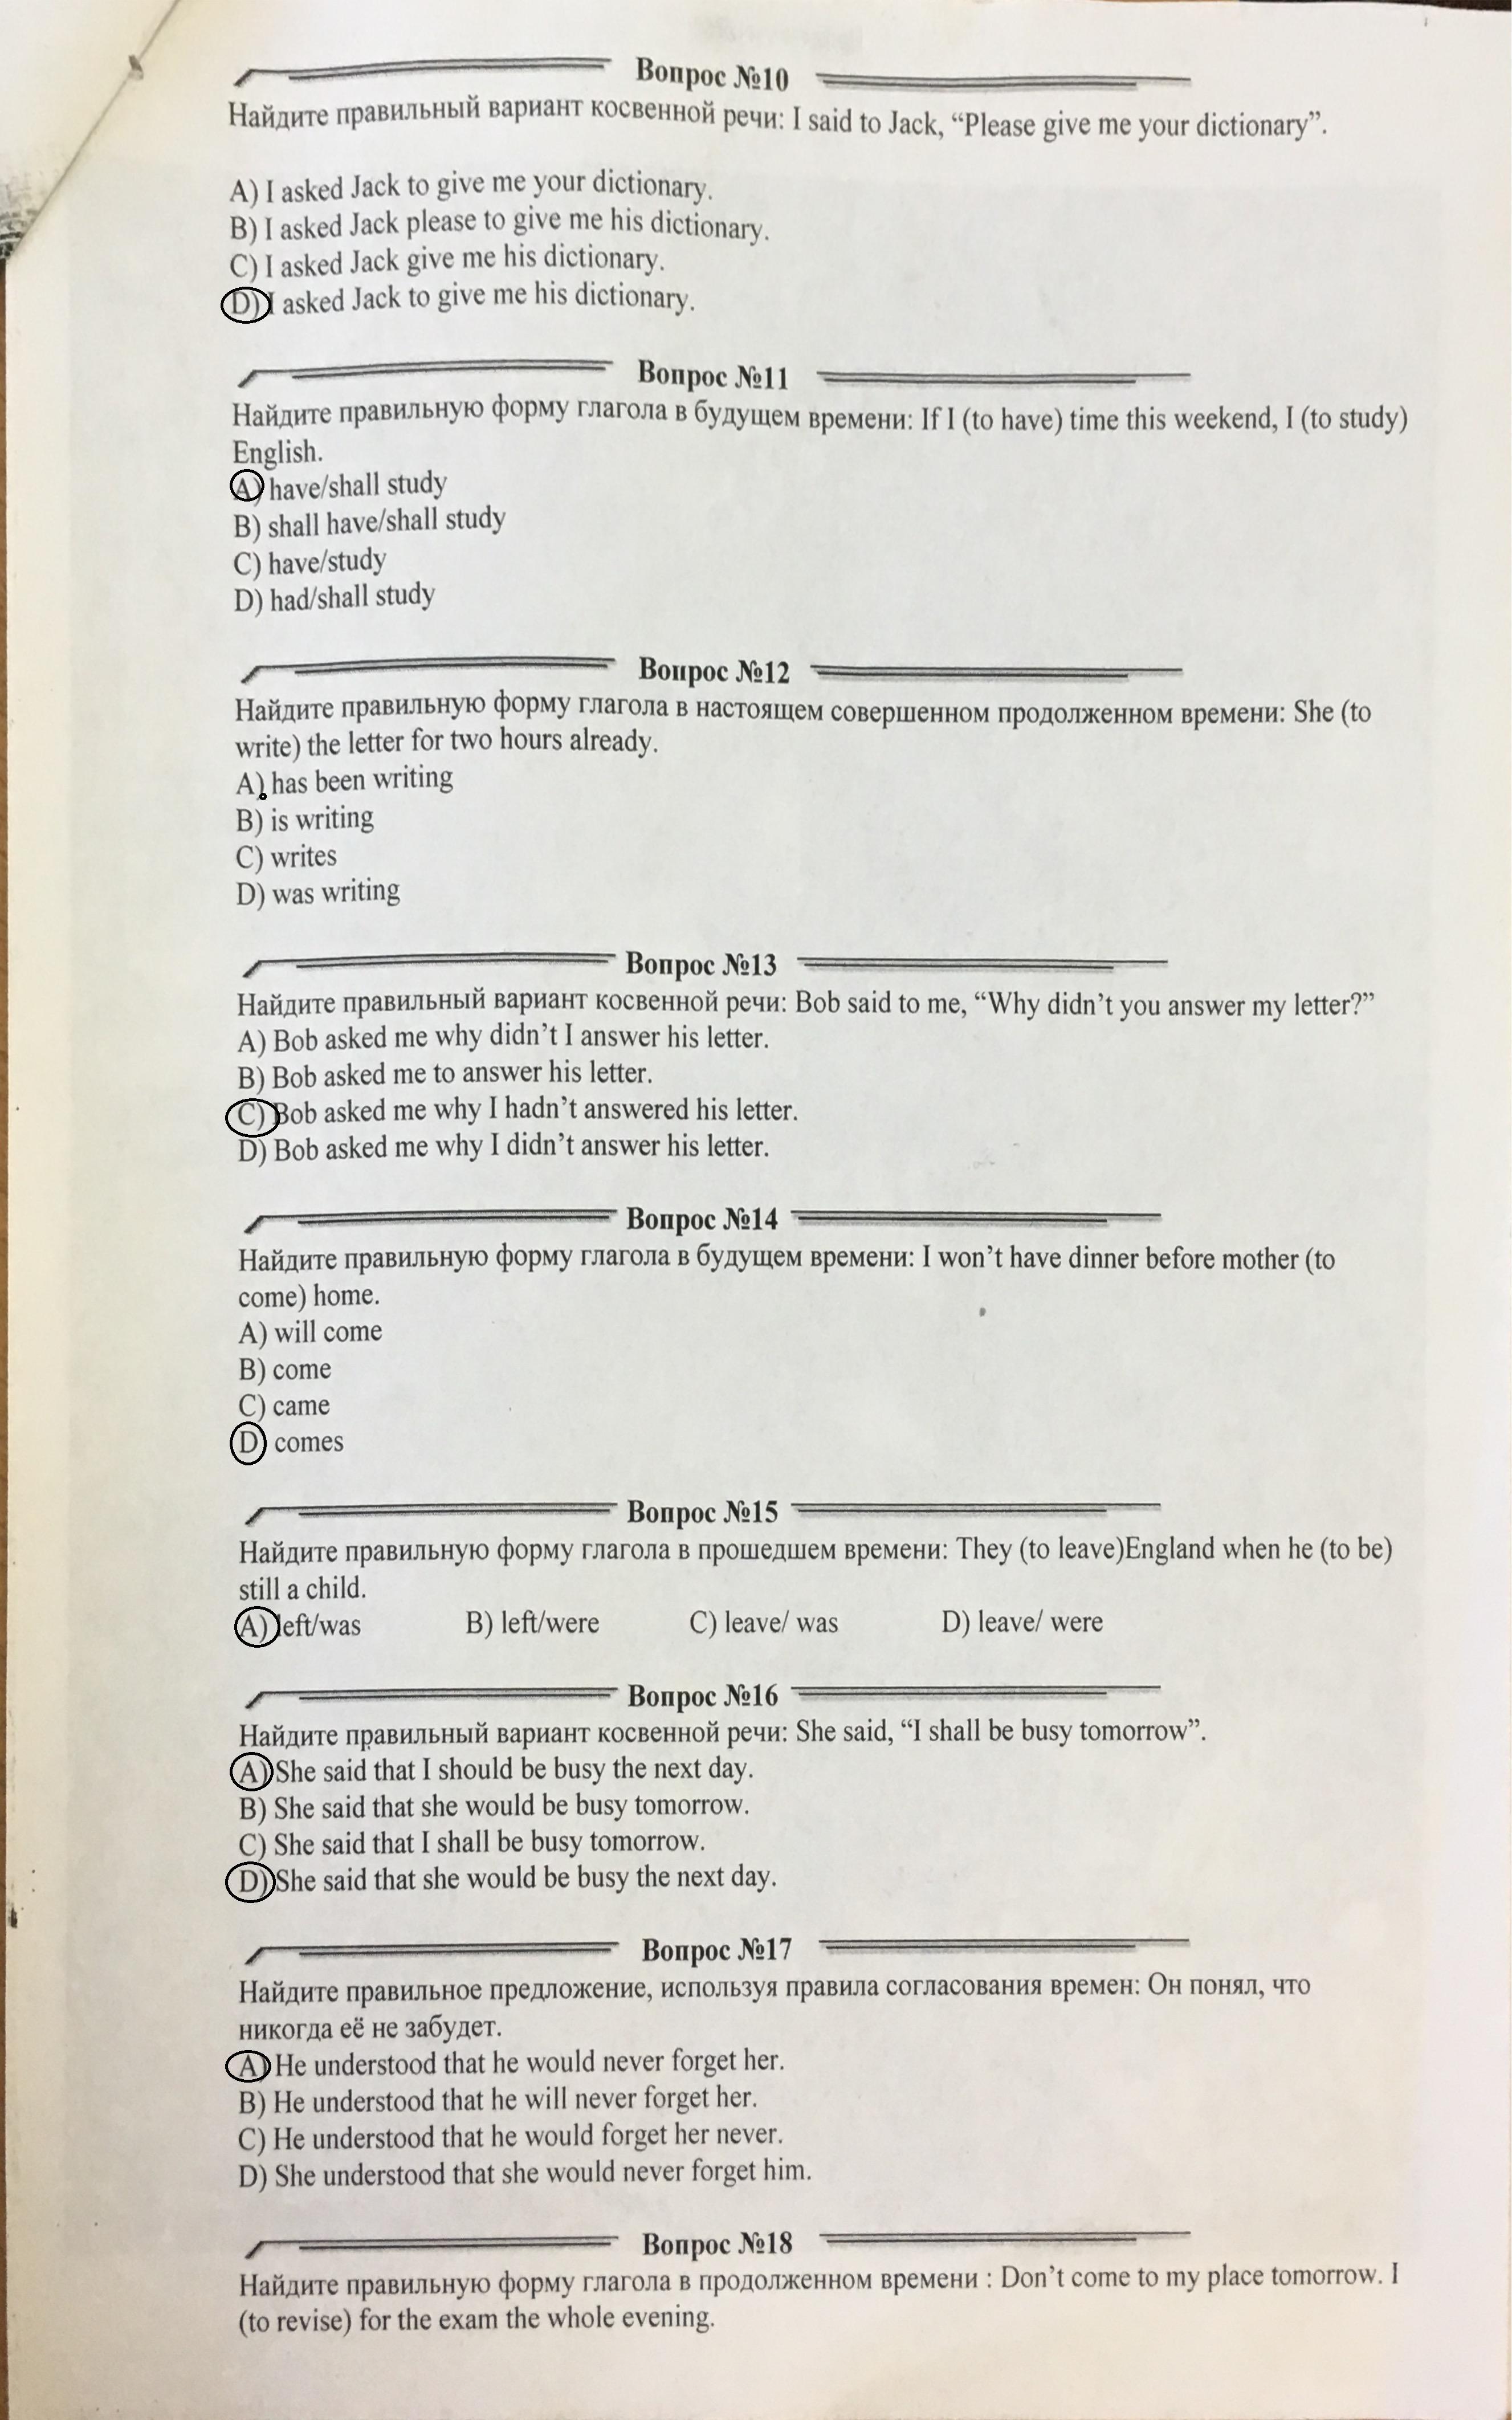 Вопрос №10
Найдите правильный вариант косвенной речи: I said to Jack, “Please give me your dictionary”.
A) I asked Jack to give me your dictionary.
B) I asked Jack please to give me his dictionary.
C) I asked Jack give me his dictionary.
D) I asked Jack to give me his dictionary.
Вопрос №11
Найдите правильную форму глагола в будущем времени: If I (to have) time this weekend, I (to study)
English.
A) have/shall study
B) shall have/shall study
C) have/study
D) had/shall study
Вопрос №12
Найдите правильную форму глагола в настоящем совершенном продолженном времени: She (to
write) the letter for two hours already.
A) has been writing
B) is writing
C) writes
D) was writing
Вопрос №13
Найдите правильный вариант косвенной речи: Bob said to me, “Why didn’t you answer my letter?”
A) Bob asked me why didn’t I answer his letter.
B) Bob asked me to answer his letter.
C) Bob asked me why I hadn’t answered his letter.
D) Bob asked me why I didn’t answer his letter.
Вопрос №14
Найдите правильную форму глагола в будущем времени: I won’t have dinner before mother (to
come) home.
A) will come
B) come
C) came
D) comes
Вопрос №15
Найдите правильную форму глагола в прошедшем времени: They (to leave)England when he (to be)
still a child.
A) left/was B) left/were C) leave/ was D) leave/ were
Вопрос №16
Найдите правильный вариант косвенной речи: She said, “I shall be busy tomorrow”.
A) She said that I should be busy the next day.
B) She said that she would be busy tomorrow.
C) She said that I shall be busy tomorrow.
D) She said that she would be busy the next day.
Вопрос №17
Найдите правильное предложение, используя правила согласования времен: Он понял, что
никогда её не забудет.
A) He understood that he would never forget her.
B) He understood that he will never forget her.
C) He understood that he would forget her never.
D) She understood that she would never forget him.
Вопрос №18
Найдите правильную форму глагола в продолженном времени : Don’t come to my place tomorrow. I
(to revise) for the exam the whole evening.